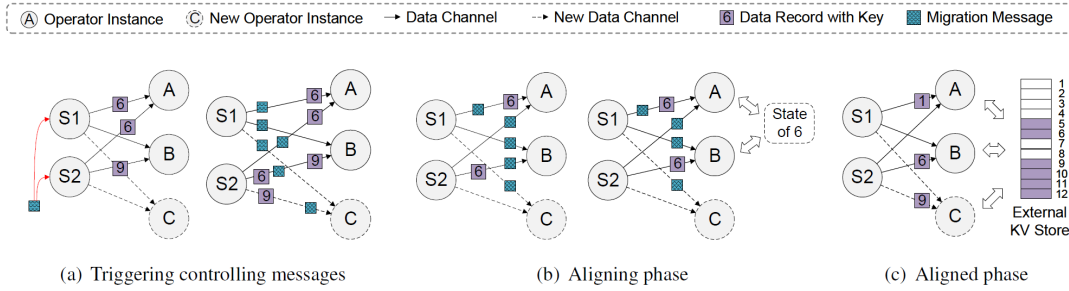 A Operator Instance C New Operator Instance Data Channel New Data Channel 6 Data Record with Key Migration Message
S1
S2
A
B
C
6
6
9
S1
S2
A
B
C
6
6
6
9
9
(a) Triggering controlling messages
S1
S2
A
B
C
6
6
S1
S2
A
B
C
6
6
State
of 6
(b) Aligning phase
S1
S2
A
B
C
1
6
9
1
2
3
4
5
6
7
8
9
10
11
12
External
KV Store
(c) Aligned phase